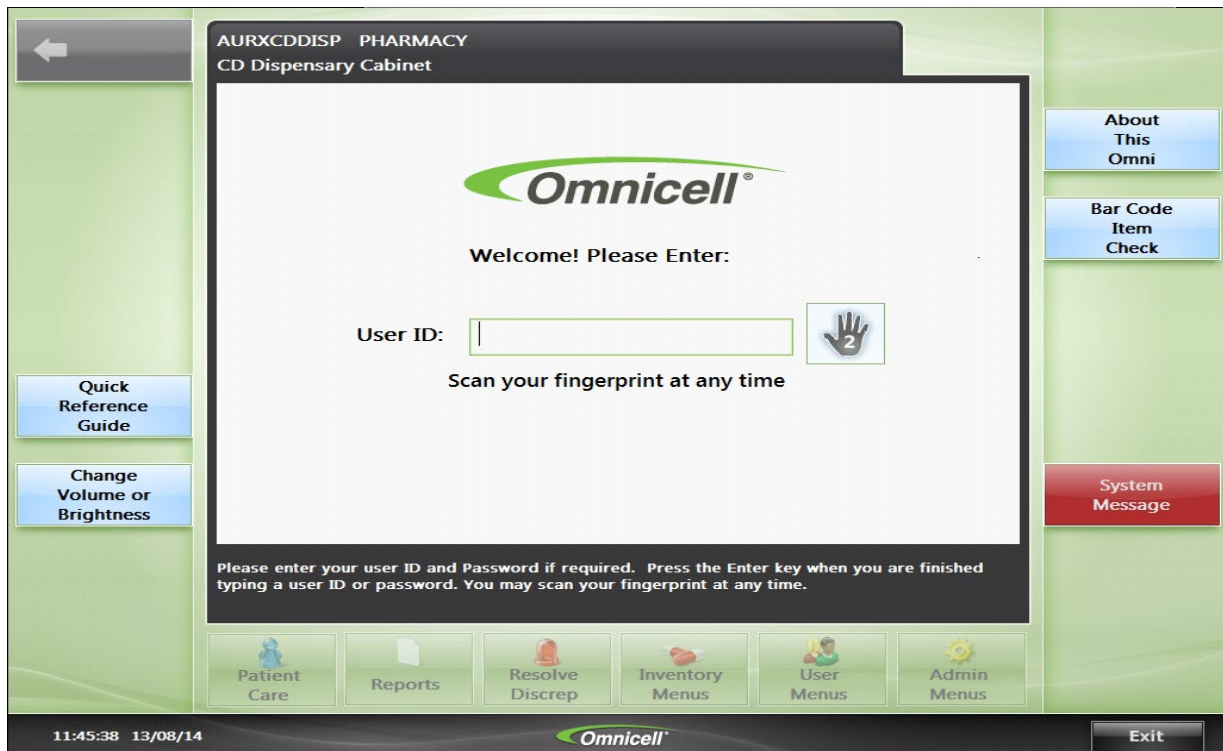 AURXCDDISP PHARMACY
CD Dispensary Cabinet
About
This
Omni
Omnicell®
Bar Code
Item
Check
Welcome! Please Enter:
User ID:
2
Scan your fingerprint at any time
Quick
Reference
Guide
Change
Volume or
Brightness
System
Message
Please enter your user ID and Password if required. Press the Enter key when you are finished
typing a user ID or password. You may scan your fingerprint at any time.
Patient
Care
Reports
Resolve
Discrep
Inventory
Menus
User
Menus
Admin
Menus
11:45:38 13/08/14
Omnicell
Exit